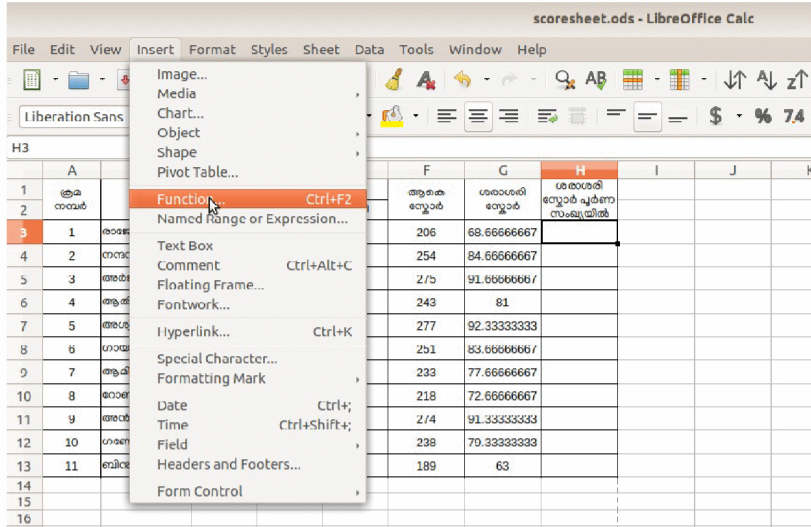 scoresheet.ods - LibreOffice Calc
File Edit View Insert Format Styles Sheet Data Tools Window Help
Liberation Sans
H3
Image...
Media
Chart...
Object
Shape
Pivot Table...
Function... Ctrl+F2
Named Range or Expression...
Text Box
Comment Ctrl+Alt+C
Floating Frame...
Fontwork...
Hyperlink... Ctrl+K
Special Character...
Formatting Mark
Date Ctrl+;
Time Ctrl+Shift+;
Field
Headers and Footers...
Form Control
A F G H I J
1 ക്രമ ആകെ ശരാശരി ശരാശരി
2 നമ്പർ സ്കോർ സ്കോർ സ്കോർ പൂർണ
സംഖ്യയിൽ
3 1 206 68.66666667
4 2 254 84.66666667
5 3 275 91.66666667
6 4 243 81
7 5 277 92.33333333
8 6 251 83.66666667
9 7 233 77.66666667
10 8 218 72.66666667
11 9 274 91.33333333
12 10 238 79.33333333
13 11 189 63
14
15
16